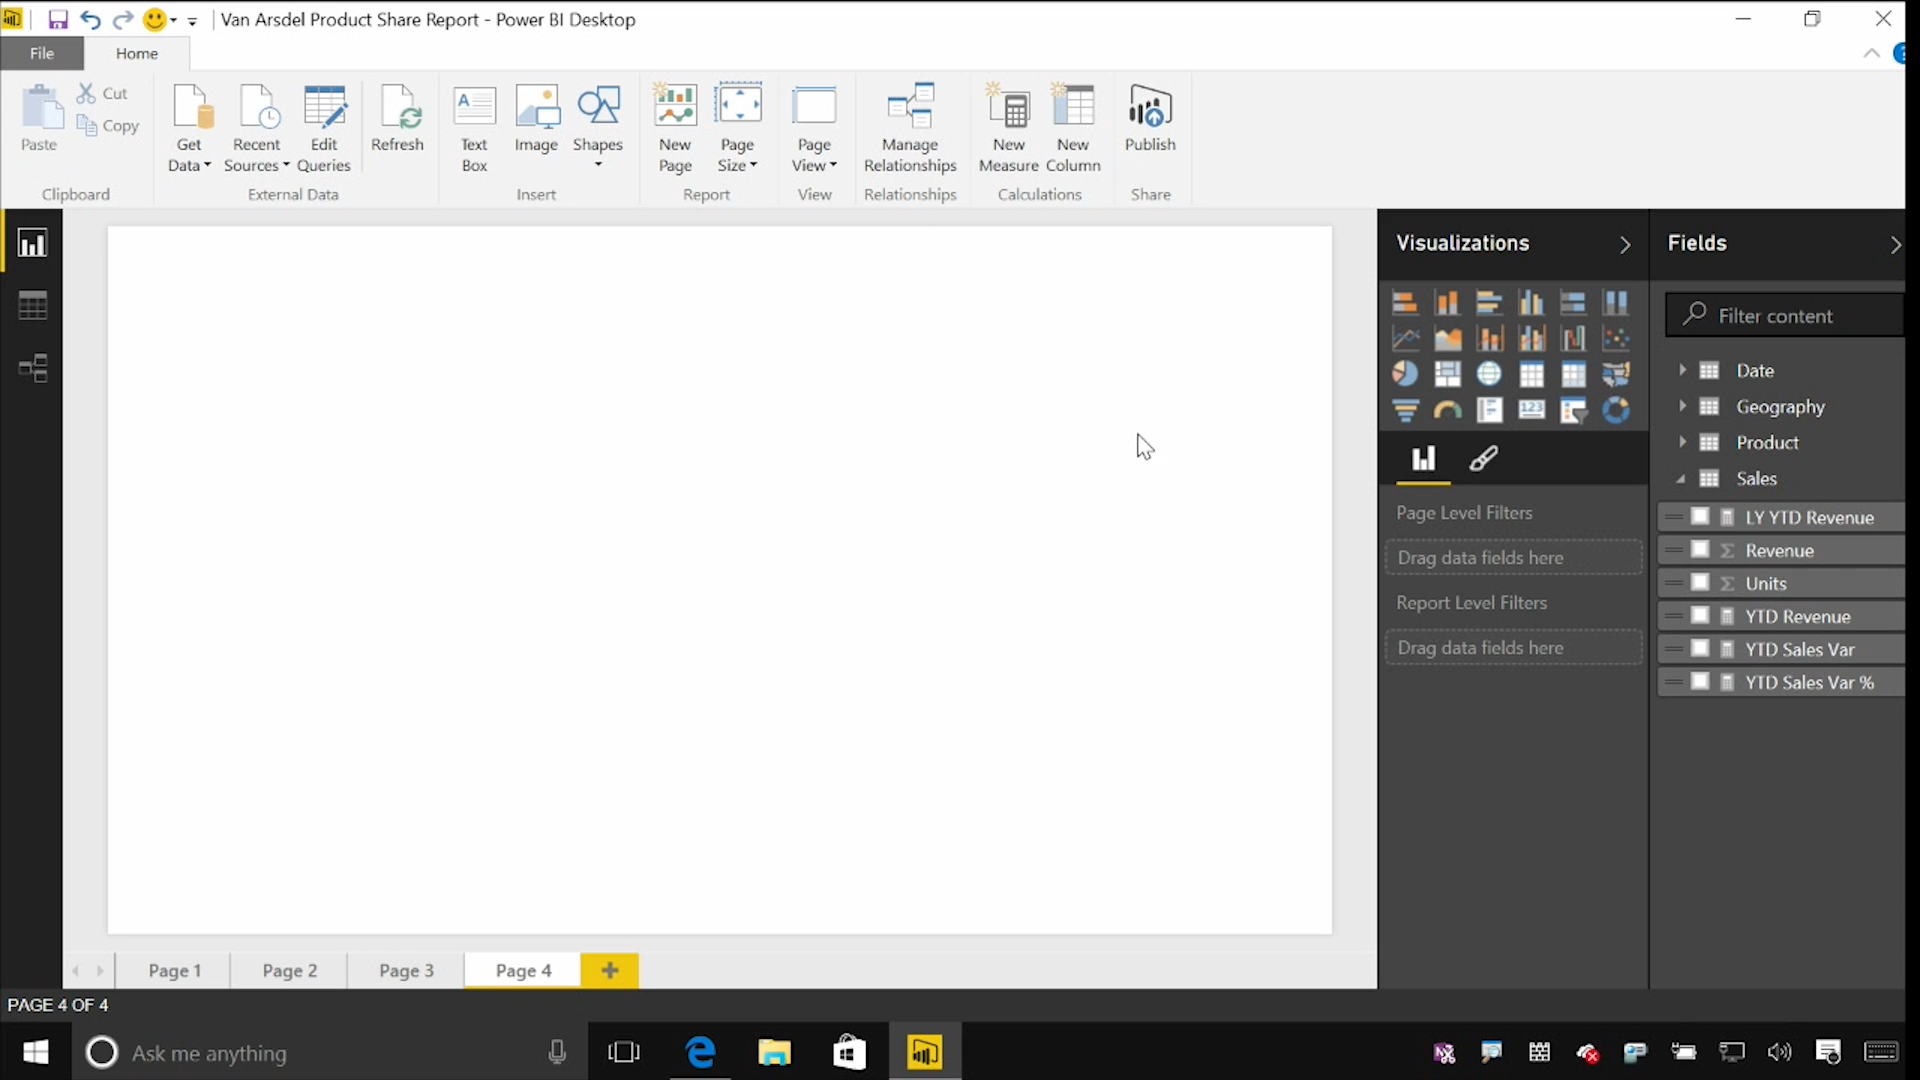 Van Arsdel Product Share Report - Power BI Desktop
File
Home
Paste
Cut
Copy
Clipboard
Get Data
Recent Sources
Edit Queries
Refresh
External Data
Text Box
Image
Shapes
Insert
New Page
Page Size
Report
Page View
View
Manage Relationships
Relationships
New Measure
New Column
Calculations
Publish
Share
Visualizations
123
Page Level Filters
Drag data fields here
Report Level Filters
Drag data fields here
Fields
Filter content
Date
Geography
Product
Sales
LY YTD Revenue
Revenue
Units
YTD Revenue
YTD Sales Var
YTD Sales Var %
Page 1
Page 2
Page 3
Page 4
PAGE 4 OF 4
Ask me anything